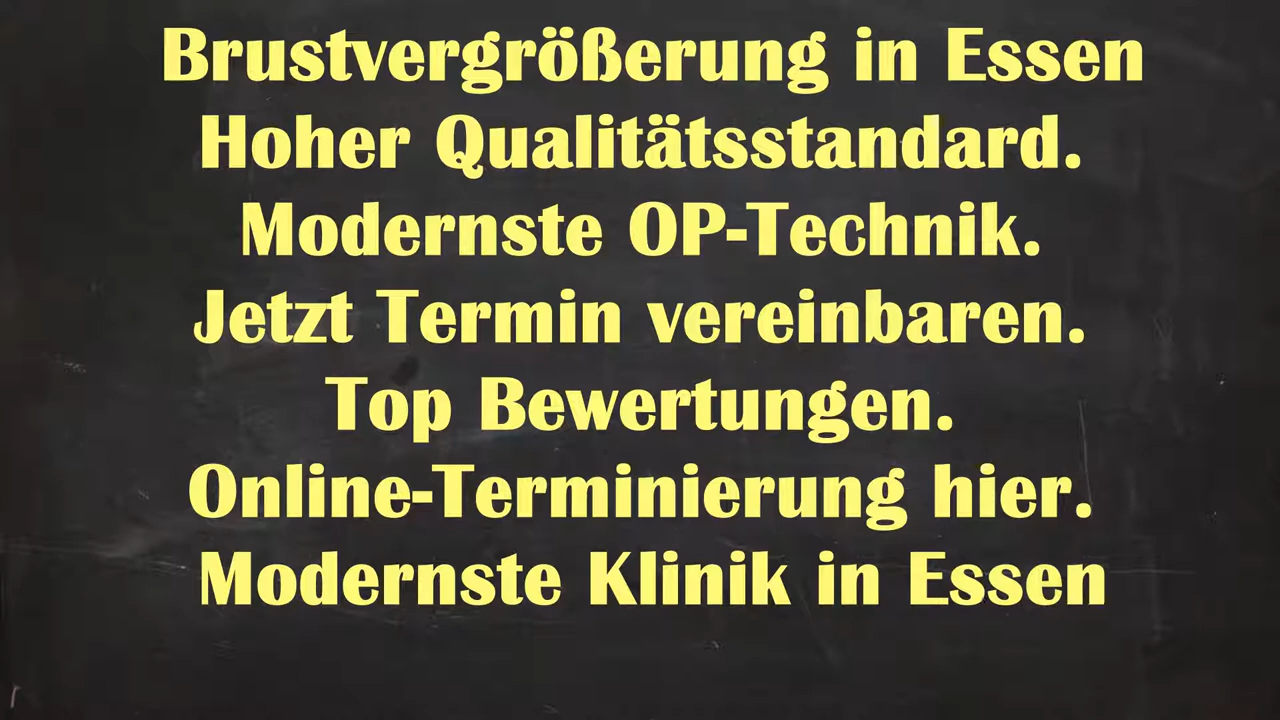 Brustvergrößerung in Essen
Hoher Qualitätsstandard.
Modernste OP-Technik.
Jetzt Termin vereinbaren.
Top Bewertungen.
Online-Terminierung hier.
Modernste Klinik in Essen